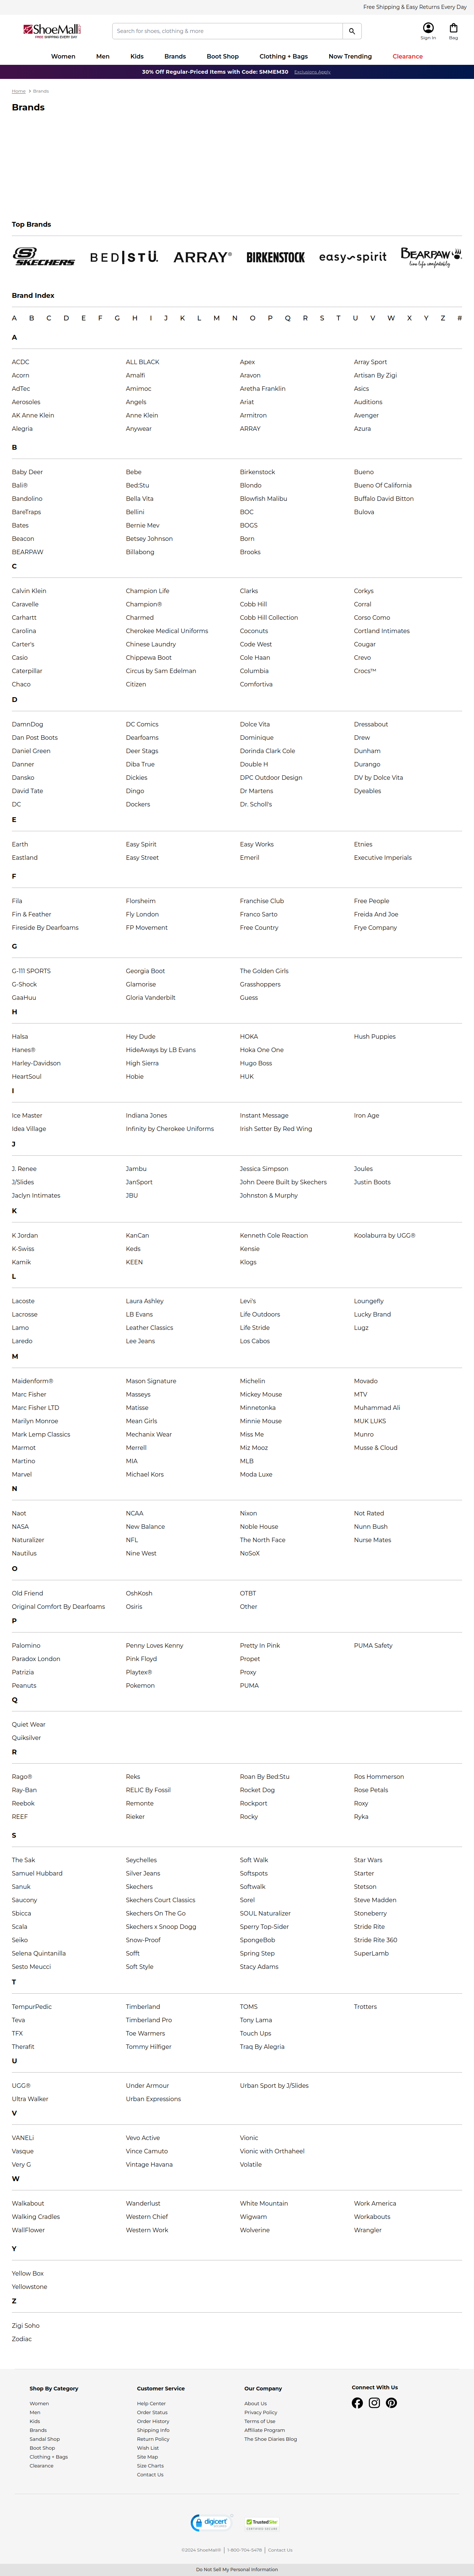 Free Shipping & Easy Returns Every Day
ShoeMall
FREE SHIPPING EVERY DAY
Search for shoes, clothing & more
Sign In
Bag
Women Men Kids Brands Boot Shop Clothing + Bags Now Trending Clearance
30% Off Regular-Priced Items with Code: SMMEM30 Exclusions Apply
Home > Brands
Brands
Top Brands
SKECHERS BED|STÜ ARRAY® BIRKENSTOCK easy spirit BEARPAW
live life comfortably
Brand Index
A B C D E F G H I J K L M N O P Q R S T U V W X Y Z #
A
ACDC ALL BLACK Apex Array Sport
Acorn Amalfi Aravon Artisan By Zigi
AdTec Amimoc Aretha Franklin Asics
Aerosoles Angels Ariat Auditions
AK Anne Klein Anne Klein Armitron Avenger
Alegria Anywear ARRAY Azura
B
Baby Deer Bebe Birkenstock Bueno
Bali® Bed:Stu Blondo Bueno Of California
Bandolino Bella Vita Blowfish Malibu Buffalo David Bitton
BareTraps Bellini BOC Bulova
Bates Bernie Mev BOGS
Beacon Betsey Johnson Born
BEARPAW Billabong Brooks
C
Calvin Klein Champion Life Clarks Corkys
Caravelle Champion® Cobb Hill Corral
Carhartt Charmed Cobb Hill Collection Corso Como
Carolina Cherokee Medical Uniforms Coconuts Cortland Intimates
Carter's Chinese Laundry Code West Cougar
Casio Chippewa Boot Cole Haan Crevo
Caterpillar Circus by Sam Edelman Columbia Crocs™
Chaco Citizen Comfortiva
D
DamnDog DC Comics Dolce Vita Dressabout
Dan Post Boots Dearfoams Dominique Drew
Daniel Green Deer Stags Dorinda Clark Cole Dunham
Danner Diba True Double H Durango
Dansko Dickies DPC Outdoor Design DV by Dolce Vita
David Tate Dingo Dr Martens Dyeables
DC Dockers Dr. Scholl's
E
Earth Easy Spirit Easy Works Etnies
Eastland Easy Street Emeril Executive Imperials
F
Fila Florsheim Franchise Club Free People
Fin & Feather Fly London Franco Sarto Freida And Joe
Fireside By Dearfoams FP Movement Free Country Frye Company
G
G-111 SPORTS Georgia Boot The Golden Girls
G-Shock Glamorise Grasshoppers
GaaHuu Gloria Vanderbilt Guess
H
Halsa Hey Dude HOKA Hush Puppies
Hanes® HideAways by LB Evans Hoka One One
Harley-Davidson High Sierra Hugo Boss
HeartSoul Hobie HUK
I
Ice Master Indiana Jones Instant Message Iron Age
Idea Village Infinity by Cherokee Uniforms Irish Setter By Red Wing
J
J. Renee Jambu Jessica Simpson Joules
J/Slides JanSport John Deere Built by Skechers Justin Boots
Jaclyn Intimates JBU Johnston & Murphy
K
K Jordan KanCan Kenneth Cole Reaction Koolaburra by UGG®
K-Swiss Keds Kensie
Kamik KEEN Klogs
L
Lacoste Laura Ashley Levi's Loungefly
Lacrosse LB Evans Life Outdoors Lucky Brand
Lamo Leather Classics Life Stride Lugz
Laredo Lee Jeans Los Cabos
M
Maidenform® Mason Signature Michelin Movado
Marc Fisher Masseys Mickey Mouse MTV
Marc Fisher LTD Matisse Minnetonka Muhammad Ali
Marilyn Monroe Mean Girls Minnie Mouse MUK LUKS
Mark Lemp Classics Mechanix Wear Miss Me Munro
Marmot Merrell Miz Mooz Musse & Cloud
Martino MIA MLB
Marvel Michael Kors Moda Luxe
N
Naot NCAA Nixon Not Rated
NASA New Balance Noble House Nunn Bush
Naturalizer NFL The North Face Nurse Mates
Nautilus Nine West NoSoX
O
Old Friend OshKosh OTBT
Original Comfort By Dearfoams Osiris Other
P
Palomino Penny Loves Kenny Pretty In Pink PUMA Safety
Paradox London Pink Floyd Propet
Patrizia Playtex® Proxy
Peanuts Pokemon PUMA
Q
Quiet Wear
Quiksilver
R
Rago® Reks Roan By Bed:Stu Ros Hommerson
Ray-Ban RELIC By Fossil Rocket Dog Rose Petals
Reebok Remonte Rockport Roxy
REEF Rieker Rocky Ryka
S
The Sak Seychelles Soft Walk Star Wars
Samuel Hubbard Silver Jeans Softspots Starter
Sanuk Skechers Softwalk Stetson
Saucony Skechers Court Classics Sorel Steve Madden
Sbicca Skechers On The Go SOUL Naturalizer Stoneberry
Scala Skechers x Snoop Dogg Sperry Top-Sider Stride Rite
Seiko Snow-Proof SpongeBob Stride Rite 360
Selena Quintanilla Sofft Spring Step SuperLamb
Sesto Meucci Soft Style Stacy Adams
T
TempurPedic Timberland TOMS Trotters
Teva Timberland Pro Tony Lama
TFX Toe Warmers Touch Ups
Therafit Tommy Hilfiger Traq By Alegria
U
UGG® Under Armour Urban Sport by J/Slides
Ultra Walker Urban Expressions
V
VANELi Vevo Active Vionic
Vasque Vince Camuto Vionic with Orthaheel
Very G Vintage Havana Volatile
W
Walkabout Wanderlust White Mountain Work America
Walking Cradles Western Chief Wigwam Workabouts
WallFlower Western Work Wolverine Wrangler
Y
Yellow Box
Yellowstone
Z
Zigi Soho
Zodiac
Shop By Category Customer Service Our Company Connect With Us
Women Help Center About Us
Men Order Status Privacy Policy
Kids Order History Terms of Use
Brands Shipping Info Affiliate Program
Sandal Shop Return Policy The Shoe Diaries Blog
Boot Shop Wish List
Clothing + Bags Site Map
Clearance Size Charts
Contact Us
digicert TrustedSite
CERTIFIED SECURE
©2024 ShoeMall® | 1-800-704-5478 | Contact Us
Do Not Sell My Personal Information